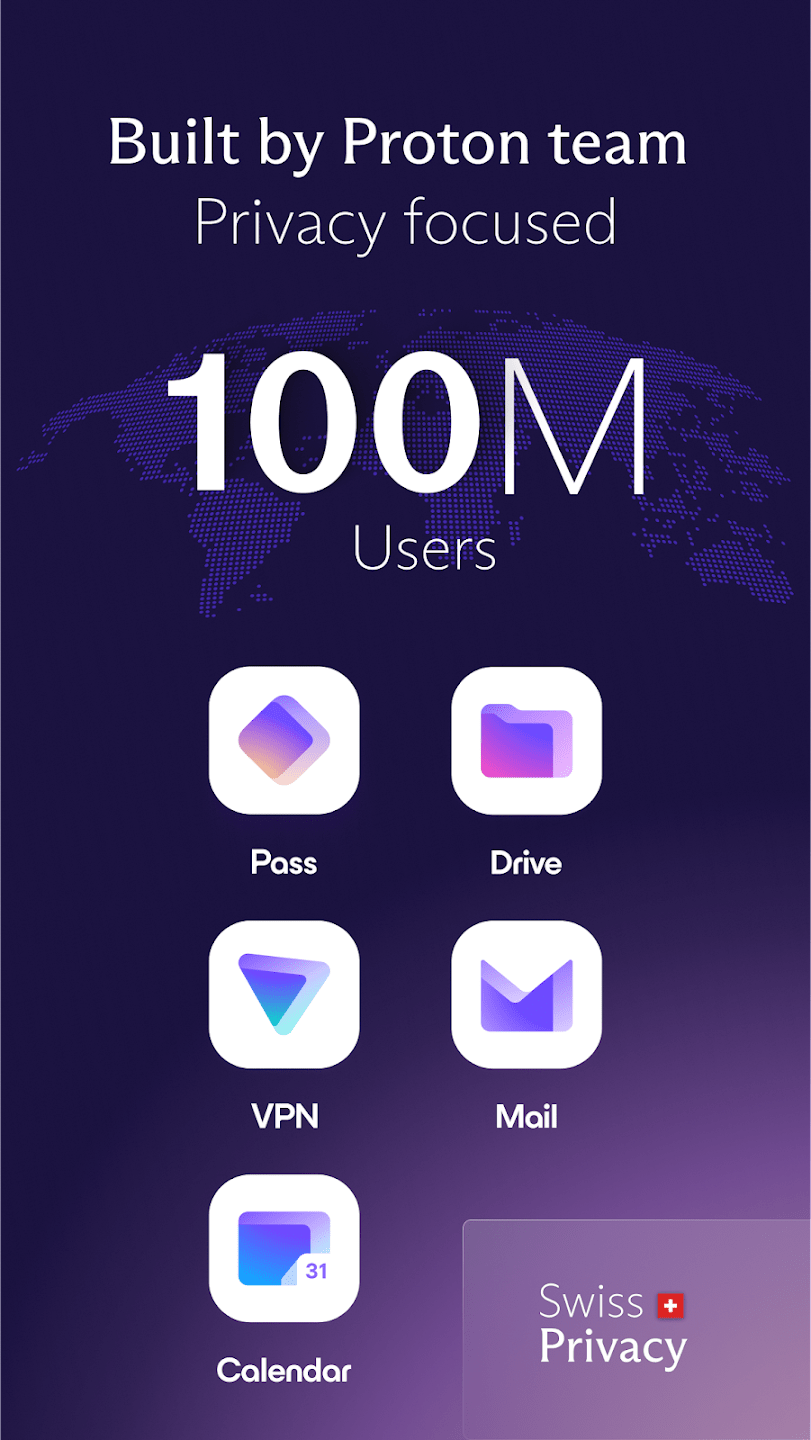 Built by Proton team
Privacy focused
100M
Users
Pass
Drive
VPN
Mail
31
Calendar
Swiss
Privacy